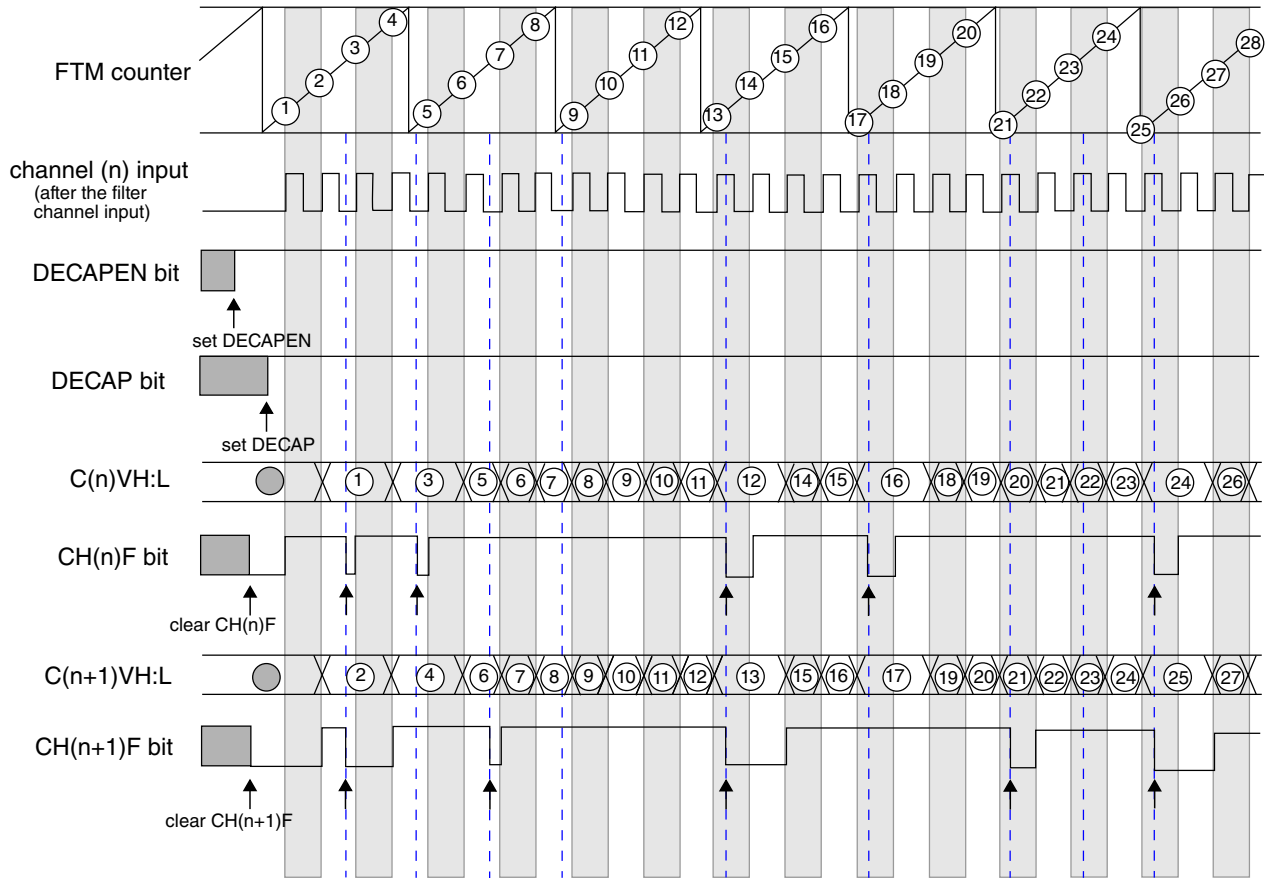 4 8 12 16 20 24 28
3 7 11 15 19 23 27
FTM counter
2 6 10 14 18 22 26
1 5 9 13 17 21 25
channel (n) input
(after the filter
channel input)
DECAPEN bit
set DECAPEN
DECAP bit
set DECAP
C(n)VH:L 1 3 5 6 7 8 9 10 11 12 14 15 16 18 19 20 21 22 23 24 26
CH(n)F bit
clear CH(n)F
C(n+1)VH:L 2 4 6 7 8 9 10 11 12 13 15 16 17 19 20 21 22 23 24 25 27
CH(n+1)F bit
clear CH(n+1)F